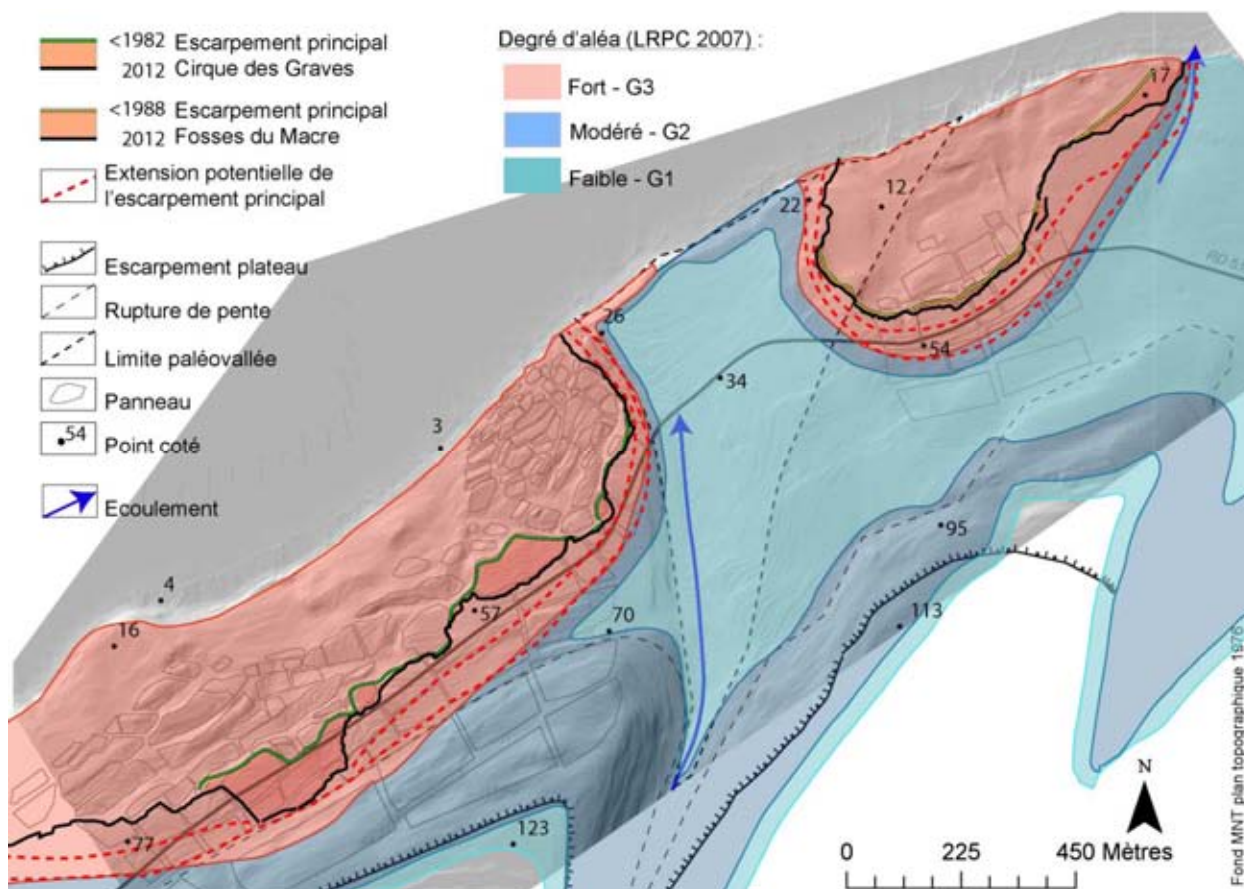 <1982 Escarpement principal
2012 Cirque des Graves
<1988 Escarpement principal
2012 Fosses du Macre
Extension potentielle de
l'escarpement principal
Escarpement plateau
Rupture de pente
Limite paléovallée
Panneau
54 Point coté
Ecoulement
Degré d'aléa (LRPC 2007) :
Fort - G3
Modéré - G2
Faible - G1
17
12
22
26
54
34
3
95
4
57
70
113
16
77
123
N
0 225 450 Mètres
Fond MNT plan topographique 1976